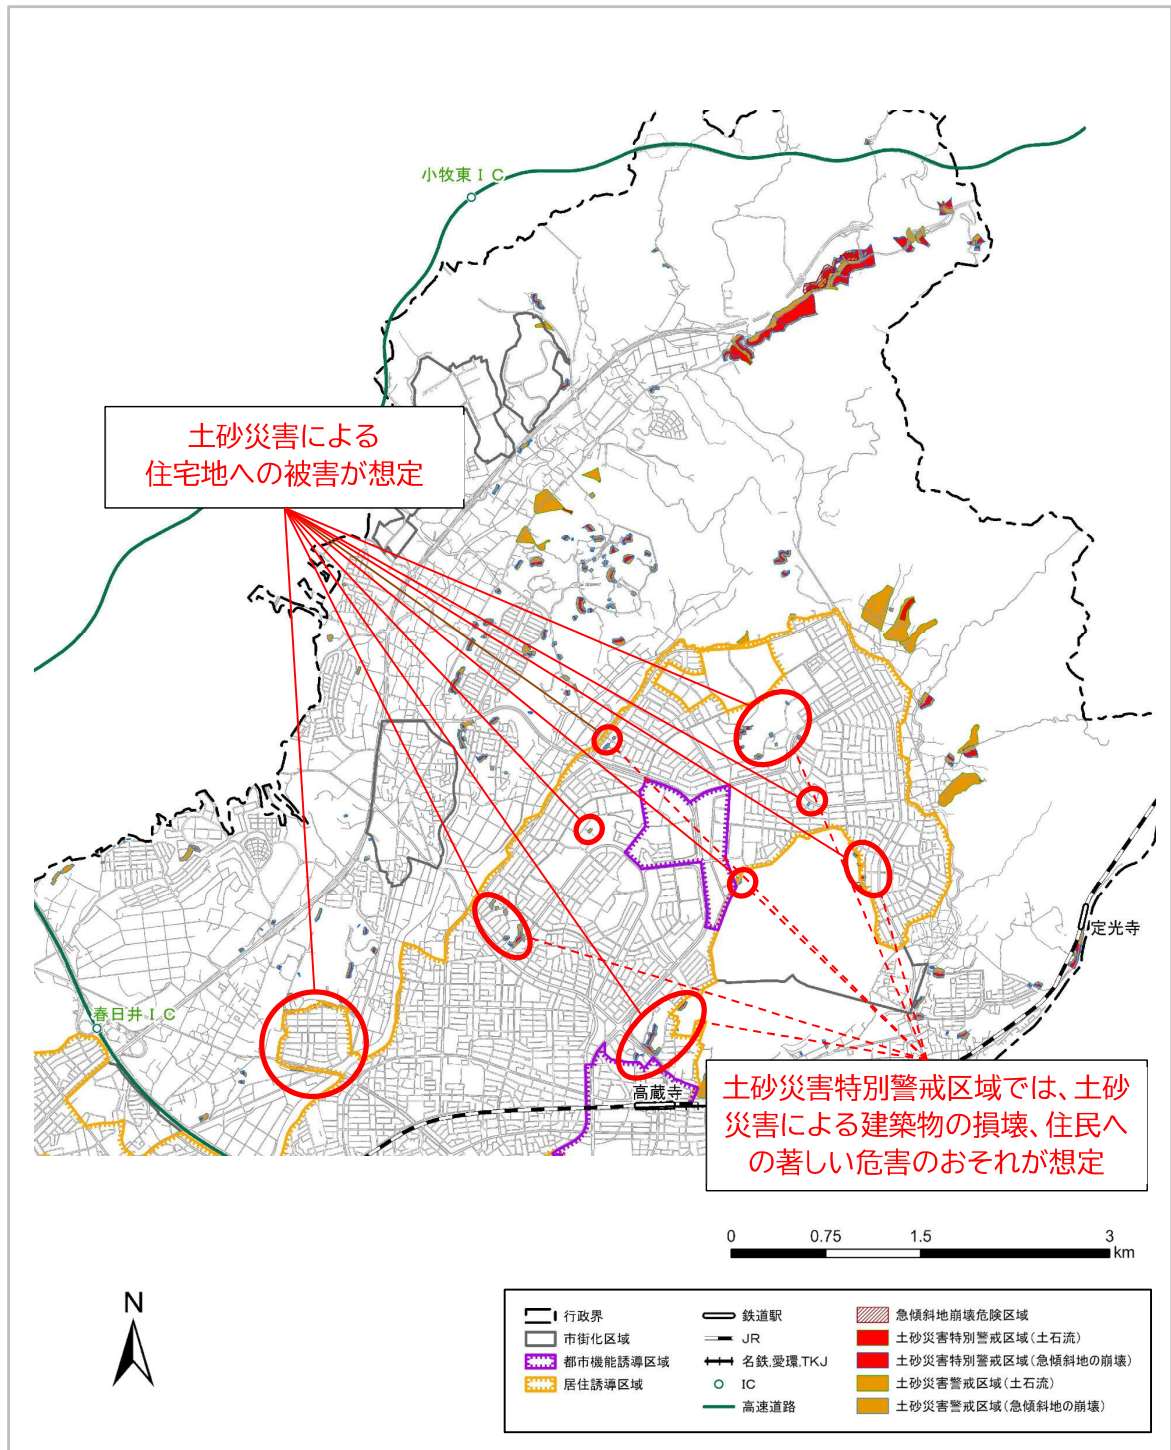 小牧東IC
土砂災害による
住宅地への被害が想定
定光寺
春日井IC
高蔵寺
土砂災害特別警戒区域では、土砂
災害による建築物の損壊、住民へ
の著しい危害のおそれが想定
0 0.75 1.5 3
km
N
行政界
市街化区域
都市機能誘導区域
居住誘導区域
鉄道駅
JR
名鉄,愛環,TKJ
IC
高速道路
急傾斜地崩壊危険区域
土砂災害特別警戒区域(土石流)
土砂災害特別警戒区域(急傾斜地の崩壊)
土砂災害警戒区域(土石流)
土砂災害警戒区域(急傾斜地の崩壊)